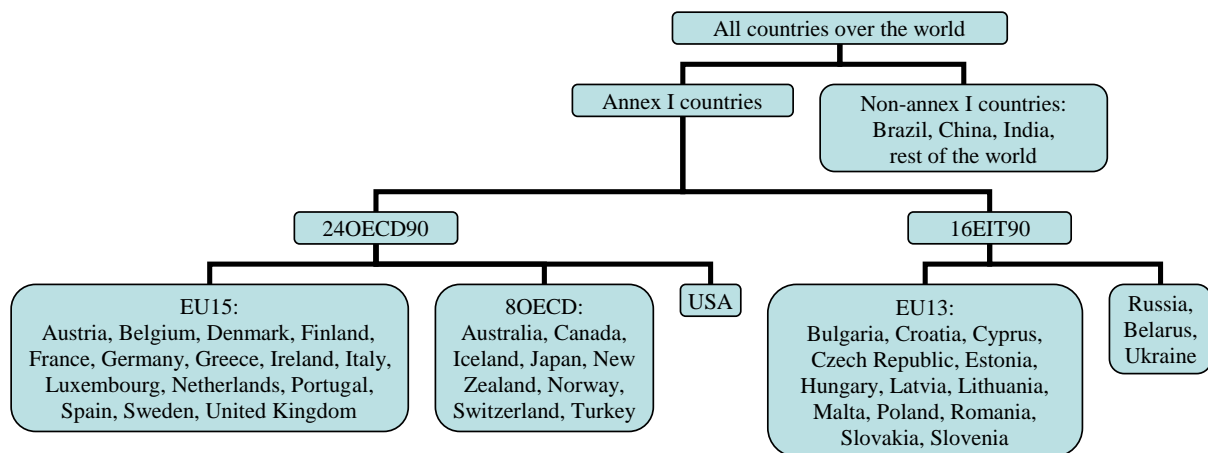 All countries over the world
Annex I countries
Non-annex I countries:
Brazil, China, India,
rest of the world
24OECD90
16EIT90
EU15:
Austria, Belgium, Denmark, Finland,
France, Germany, Greece, Ireland, Italy,
Luxembourg, Netherlands, Portugal,
Spain, Sweden, United Kingdom
8OECD:
Australia, Canada,
Iceland, Japan, New
Zealand, Norway,
Switzerland, Turkey
USA
EU13:
Bulgaria, Croatia, Cyprus,
Czech Republic, Estonia,
Hungary, Latvia, Lithuania,
Malta, Poland, Romania,
Slovakia, Slovenia
Russia,
Belarus,
Ukraine